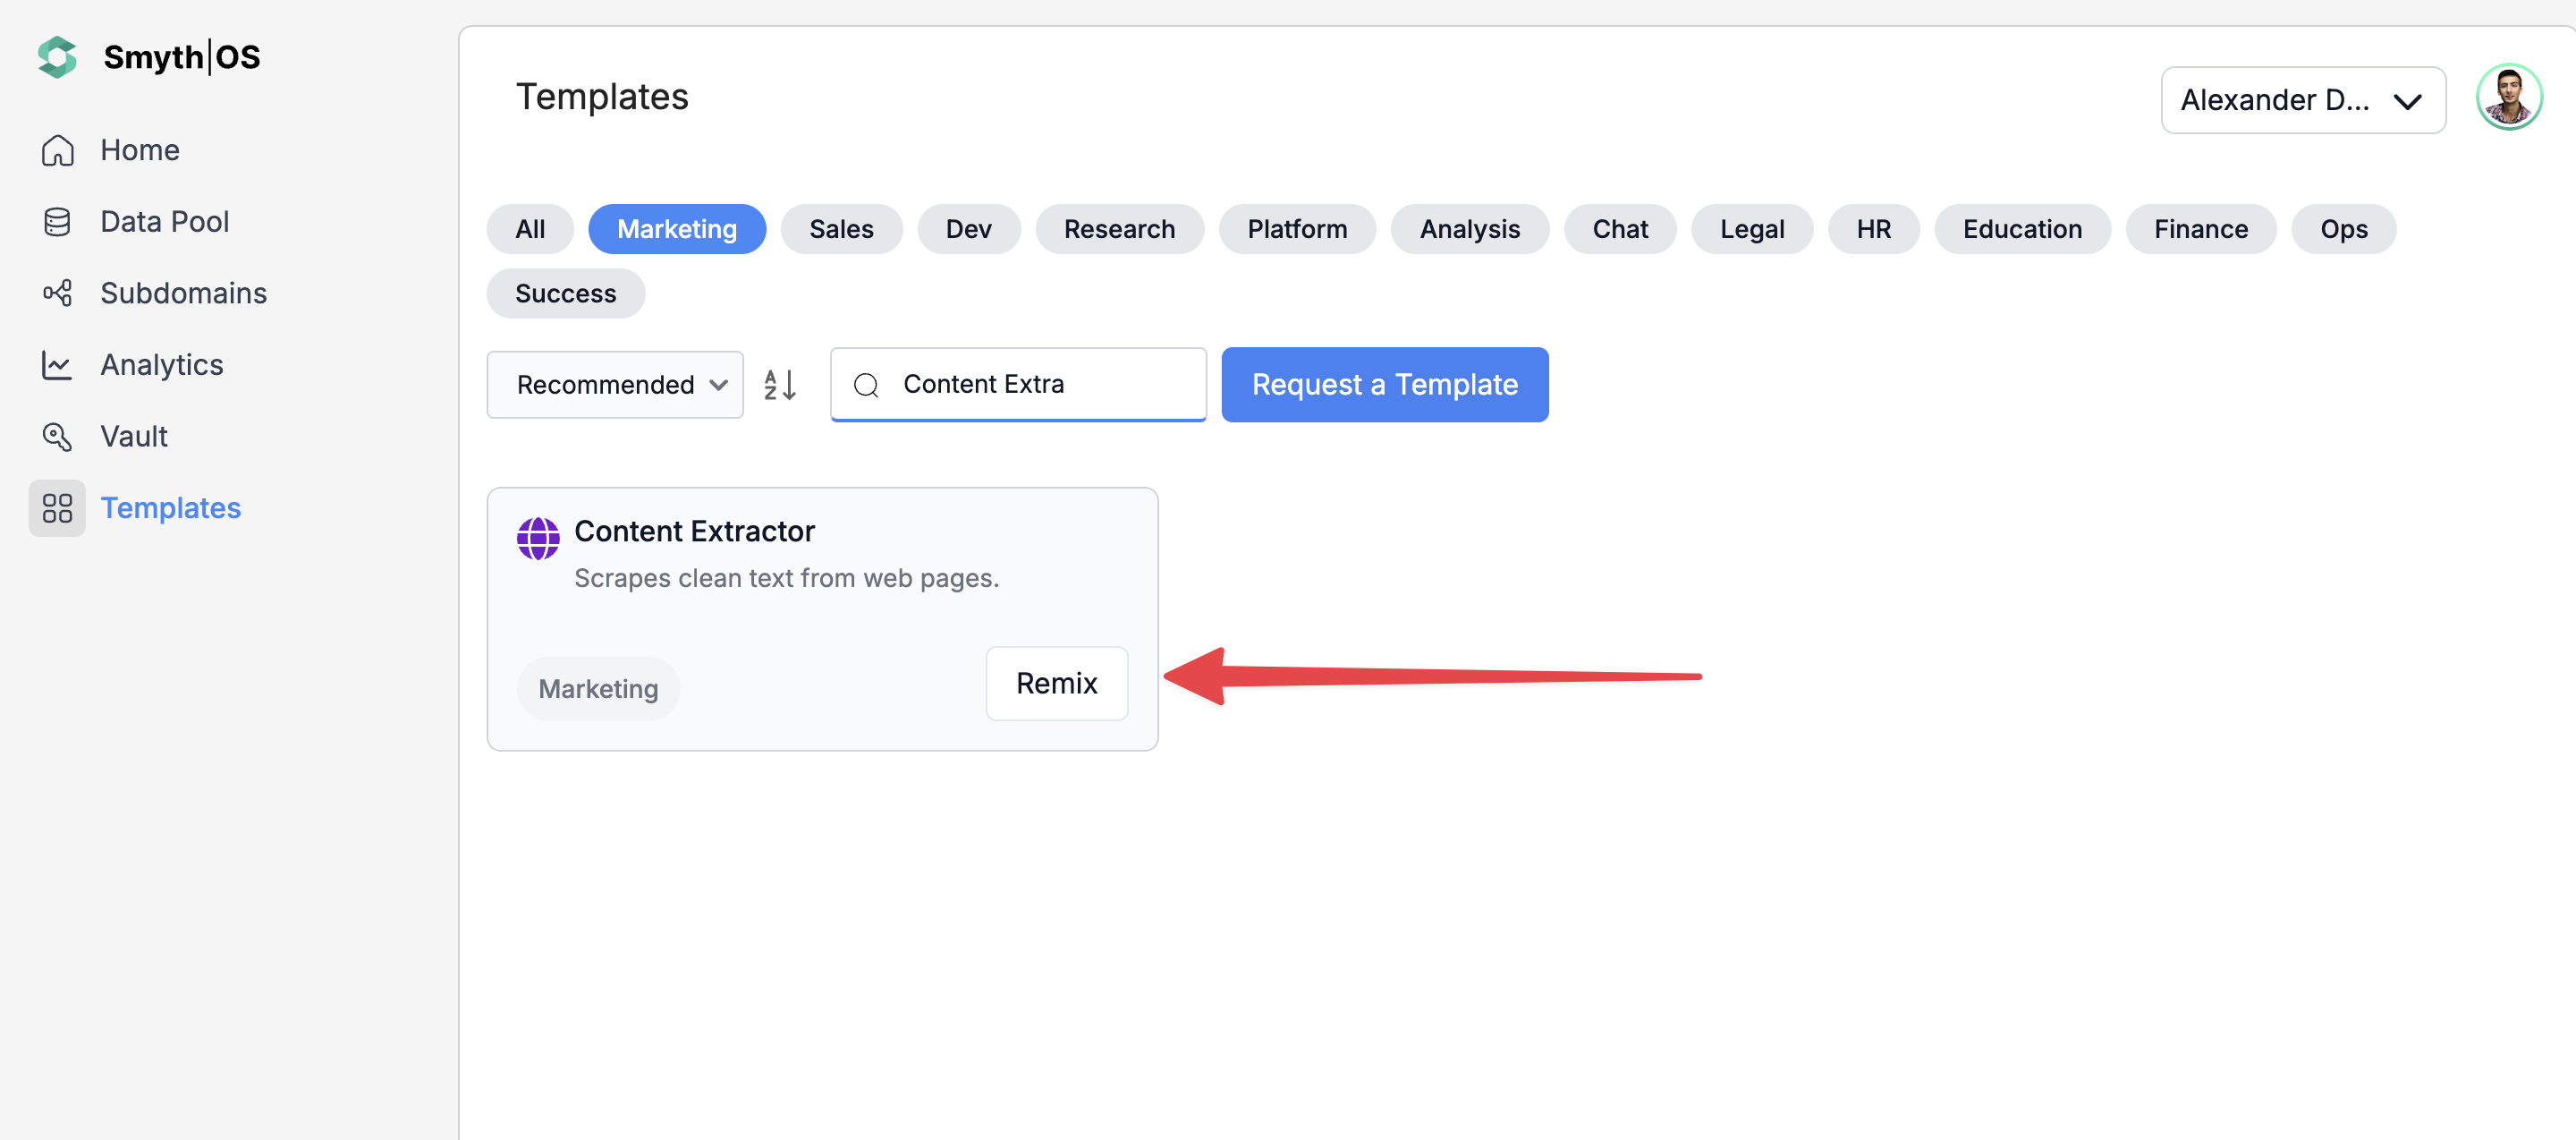 Smyth|OS
Home
Data Pool
Subdomains
Analytics
Vault
Templates
Templates
Alexander D...
All Marketing Sales Dev Research Platform Analysis Chat Legal HR Education Finance Ops
Success
Recommended
A
Z
Content Extra
Request a Template
Content Extractor
Scrapes clean text from web pages.
Marketing
Remix